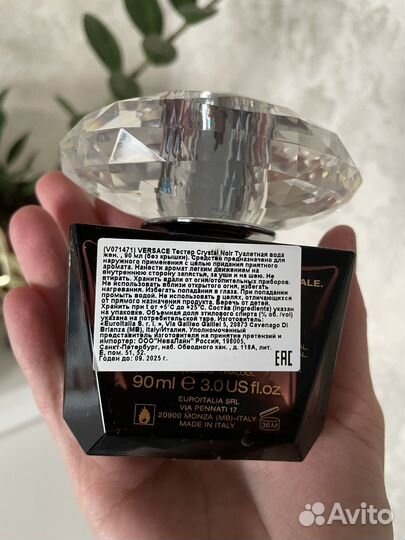 (V071471) VERSACE Тестер Crystal Noir Туалетная вода
жен. , 90 мл (без крышки). Средство предназначено для
наружного применения с целью придания приятного
аромата. Нанести аромат легким движением на
внутреннюю сторону запястья, за уши и на шею. Не
втирать. Хранить вдали от огня/отопительных приборов.
Не использовать вблизи открытого огня, избегать
нагревания. Избегать попадания в глаза. При попадании
промыть водой. Не использовать в целях, отличающихся
от прямого назначения продукта. Беречь от детей.
Хранить при t от +5°C до +25°C. Состав (ingredients) указан
на упаковке. Объемная доля этилового спирта (% об. /vol)
указана на потребительской таре. Изготовитель:
«Euroitalia S. r. l. », Via Galileo Galilei 5, 20873 Cavenago Di
Brianza (MB), Italy/Италия. Уполномоченный
представитель изготовителя на принятие претензий и
импортер: ООО"НеваЛайн" Россия, 198005,
Санкт-Петербург, наб. Обводного кан. , д. 118А, лит.
Б, пом. 51, 52.
Годен до: 09. 2025 г.
EAC
90 ml e 3.0 US fl.oz
EUROITALIA SRL
VIA PENNATI 17
20900 MONZA (MB)-ITALY
MADE IN ITALY
36M
Avito